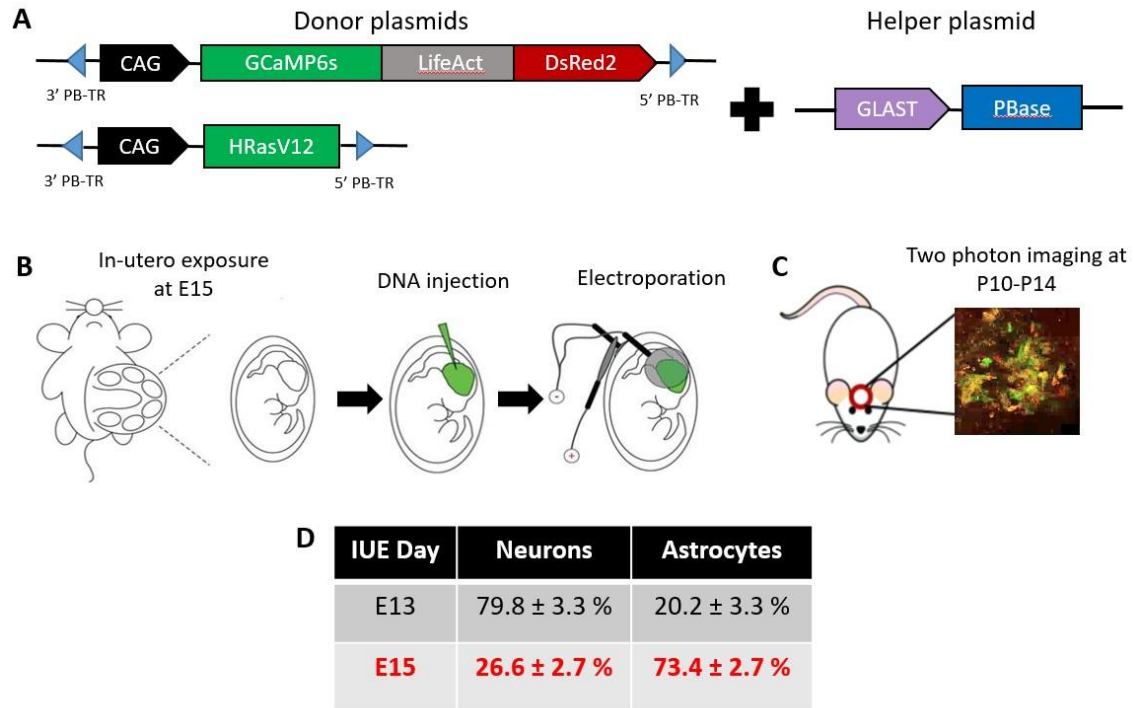 A
Donor plasmids
Helper plasmid
CAG
GCaMP6s
LifeAct
DsRed2
3’ PB-TR
5’ PB-TR
GLAST
PBase
CAG
HRasV12
3’ PB-TR
5’ PB-TR
B
In-utero exposure
at E15
DNA injection
Electroporation
-
+
C
Two photon imaging at
P10-P14
D
IUE Day Neurons Astrocytes
E13 79.8 ± 3.3 % 20.2 ± 3.3 %
E15 26.6 ± 2.7 % 73.4 ± 2.7 %